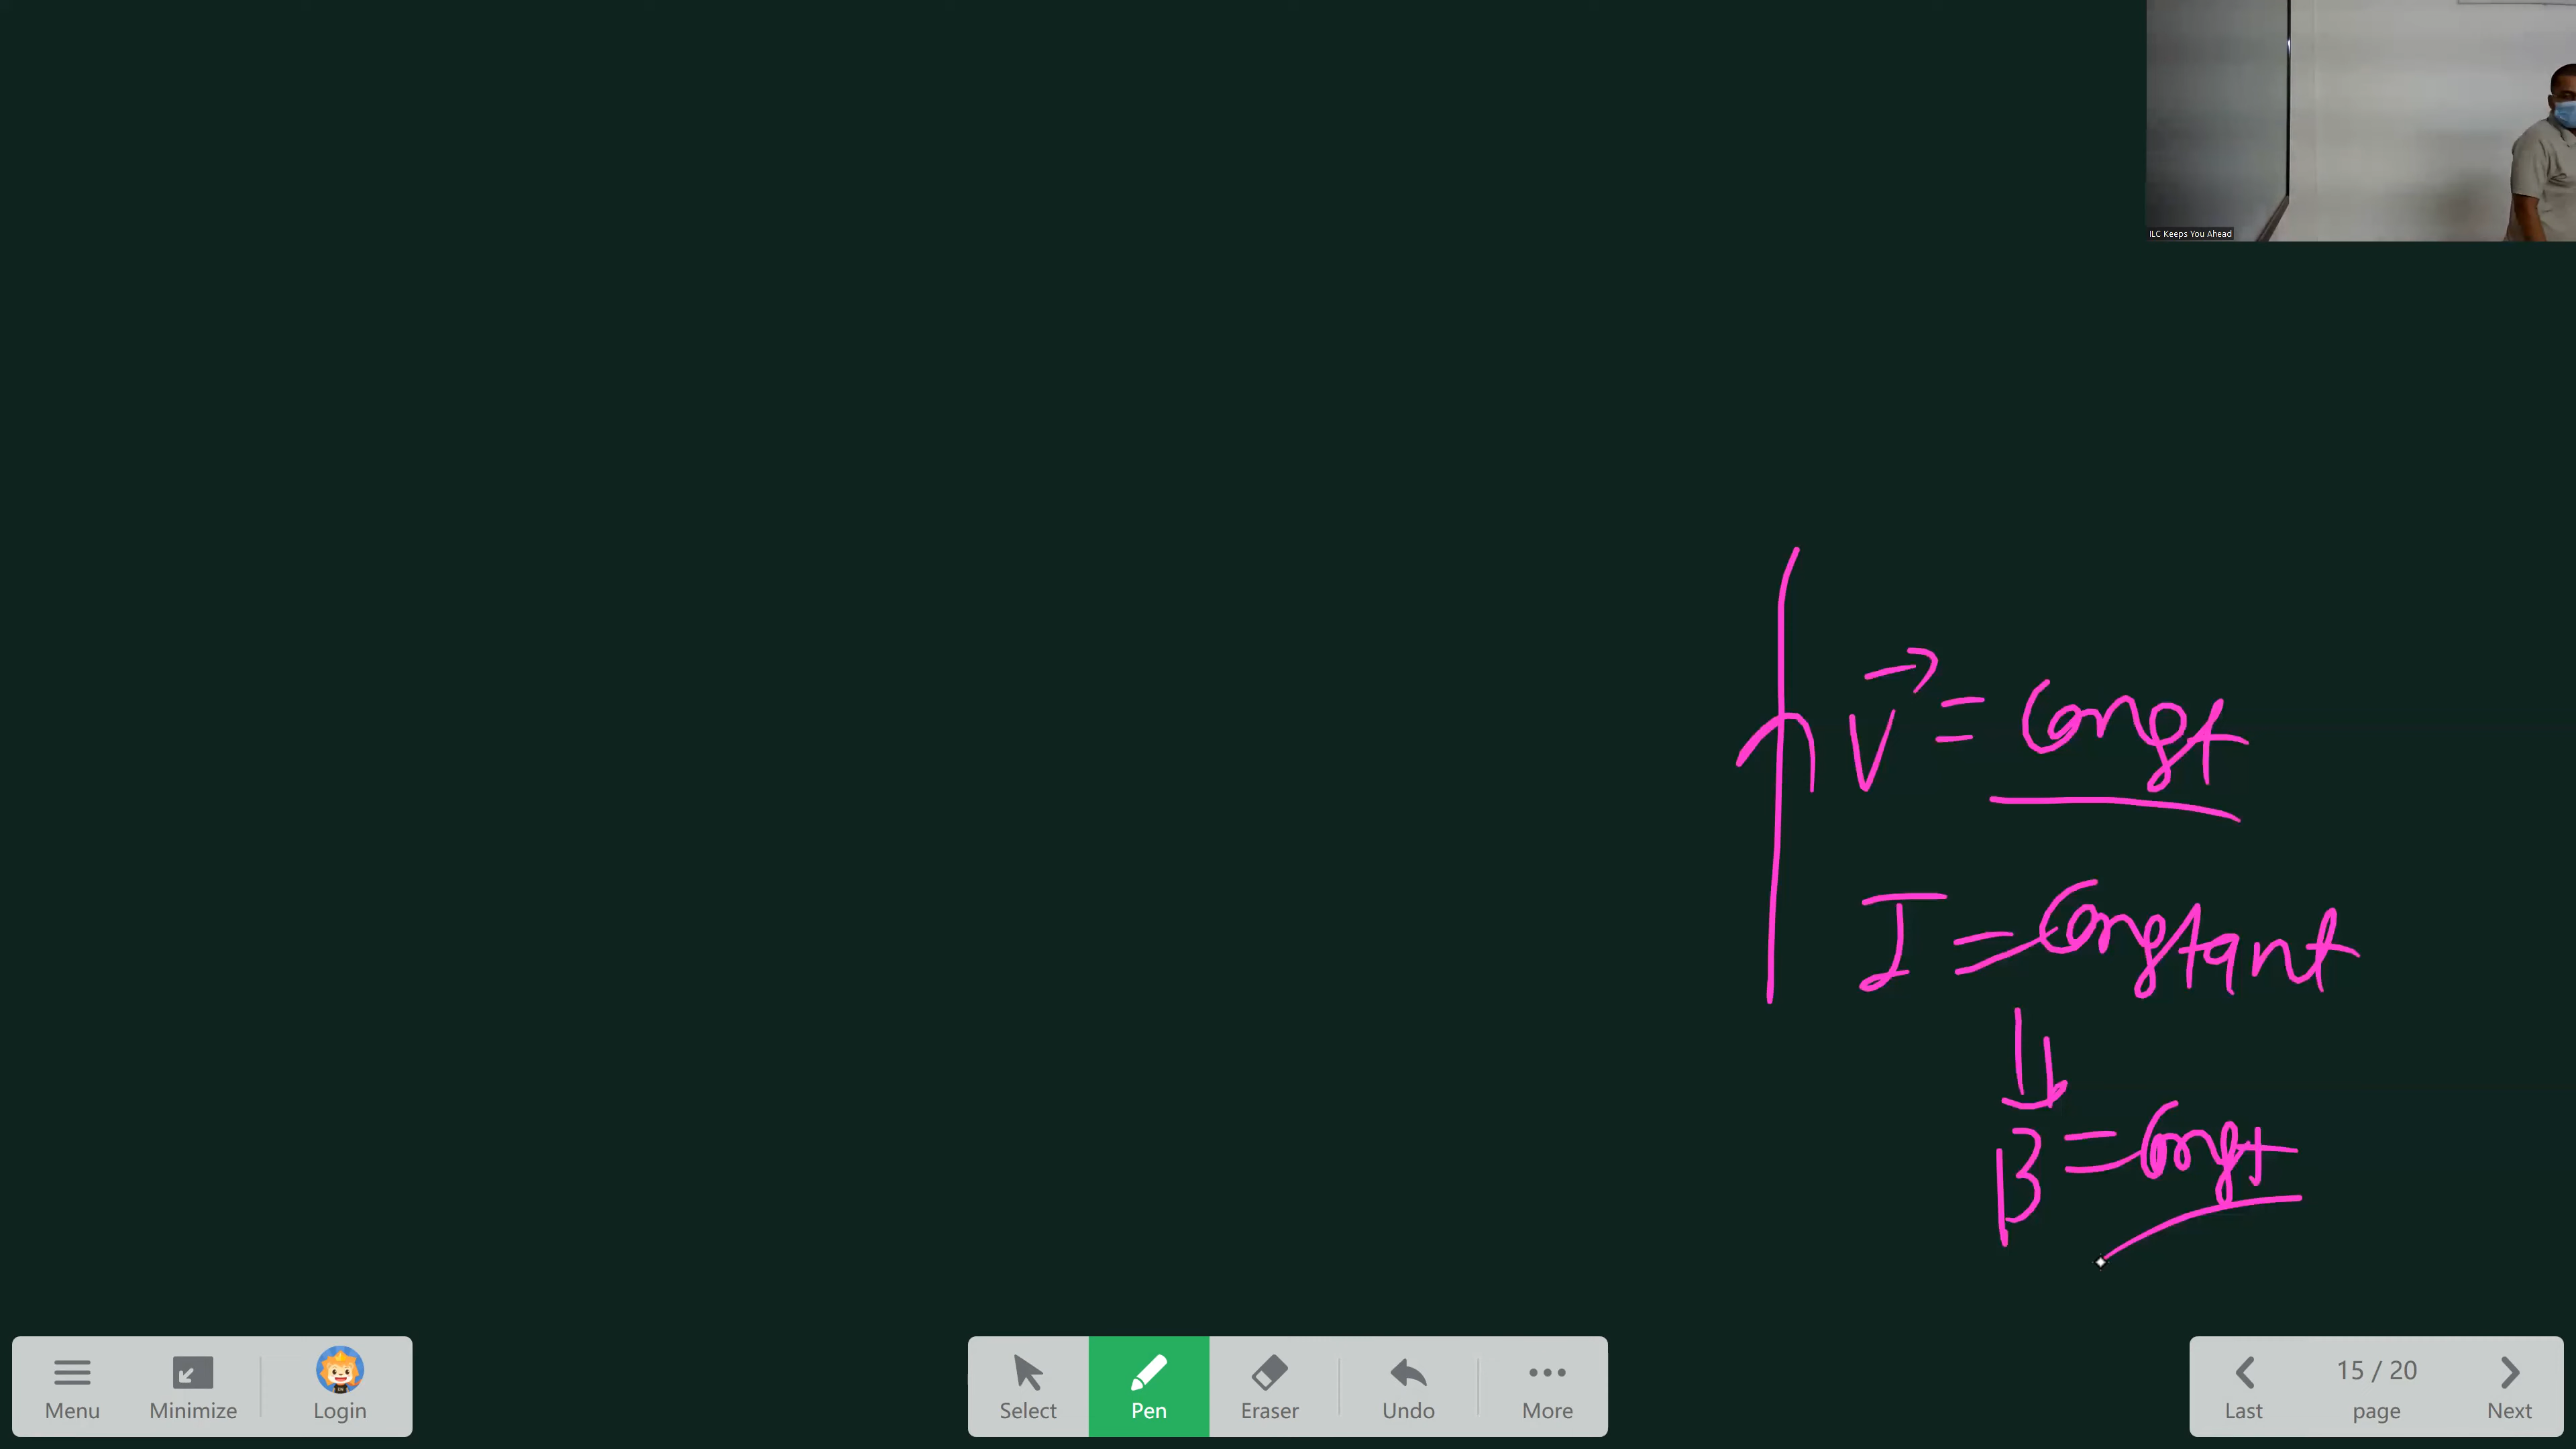 ILC Keeps You Ahead
V = Const
I = Constant
B = Const
Menu
Minimize
Login
Select
Pen
Eraser
Undo
More
Last
15 / 20
page
Next